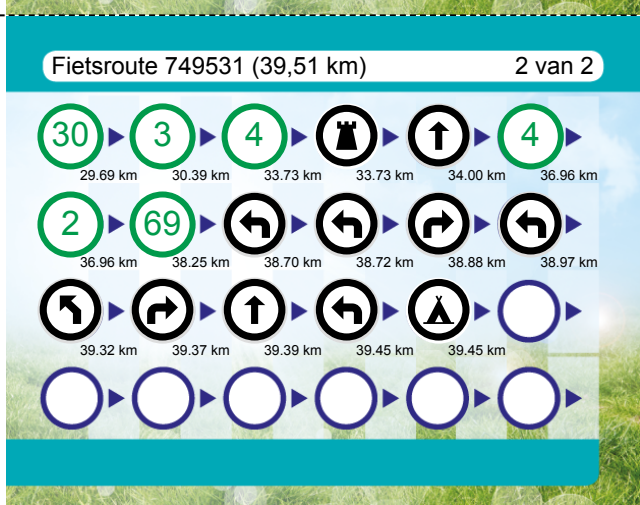 Fietsroute 749531 (39,51 km) 2 van 2
30 3 4 4
29.69 km 30.39 km 33.73 km 33.73 km 34.00 km 36.96 km
2 69
36.96 km 38.25 km 38.70 km 38.72 km 38.88 km 38.97 km
39.32 km 39.37 km 39.39 km 39.45 km 39.45 km